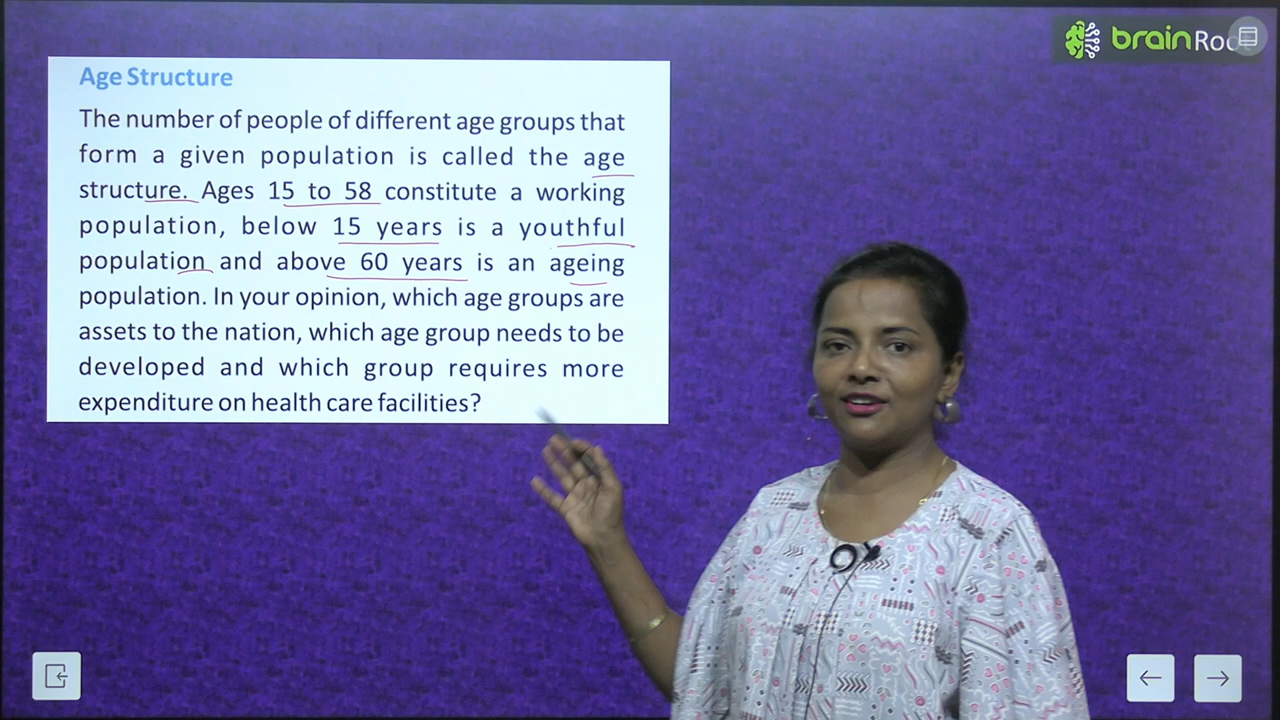 brainRoot
Age Structure
The number of people of different age groups that
form a given population is called the age
structure. Ages 15 to 58 constitute a working
population, below 15 years is a youthful
population and above 60 years is an ageing
population. In your opinion, which age groups are
assets to the nation, which age group needs to be
developed and which group requires more
expenditure on health care facilities?